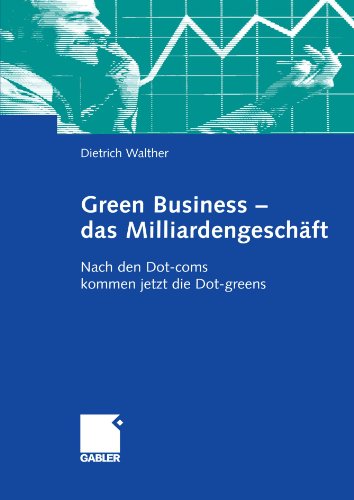 Dietrich Walther
Green Business –
das Milliardengeschäft
Nach den Dot-coms
kommen jetzt die Dot-greens
GABLER